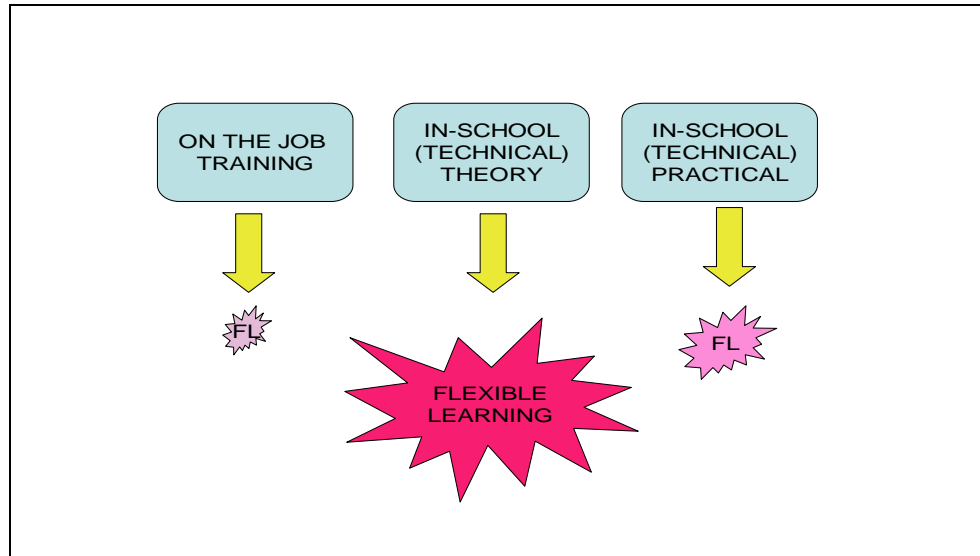 ON THE JOB
TRAINING
IN-SCHOOL
(TECHNICAL)
THEORY
IN-SCHOOL
(TECHNICAL)
PRACTICAL
FL
FLEXIBLE
LEARNING
FL